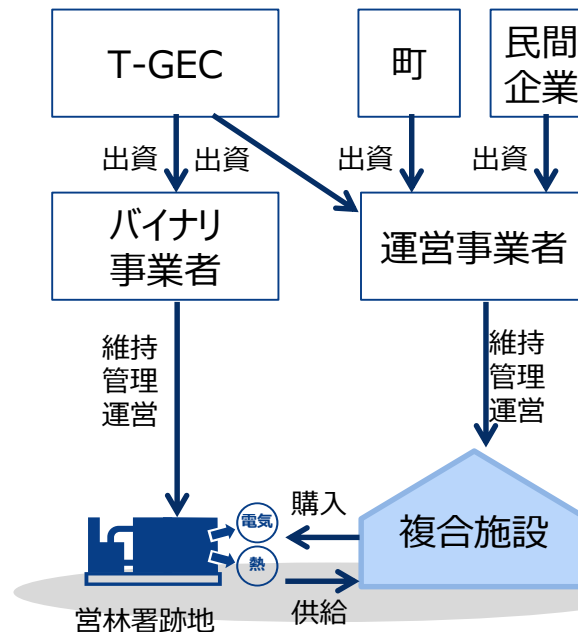 T-GEC
町
民間
企業
出資
出資
出資
出資
バイナリ
事業者
運営事業者
維持
管理
運営
維持
管理
運営
電気
熱
購入
供給
複合施設
営林署跡地